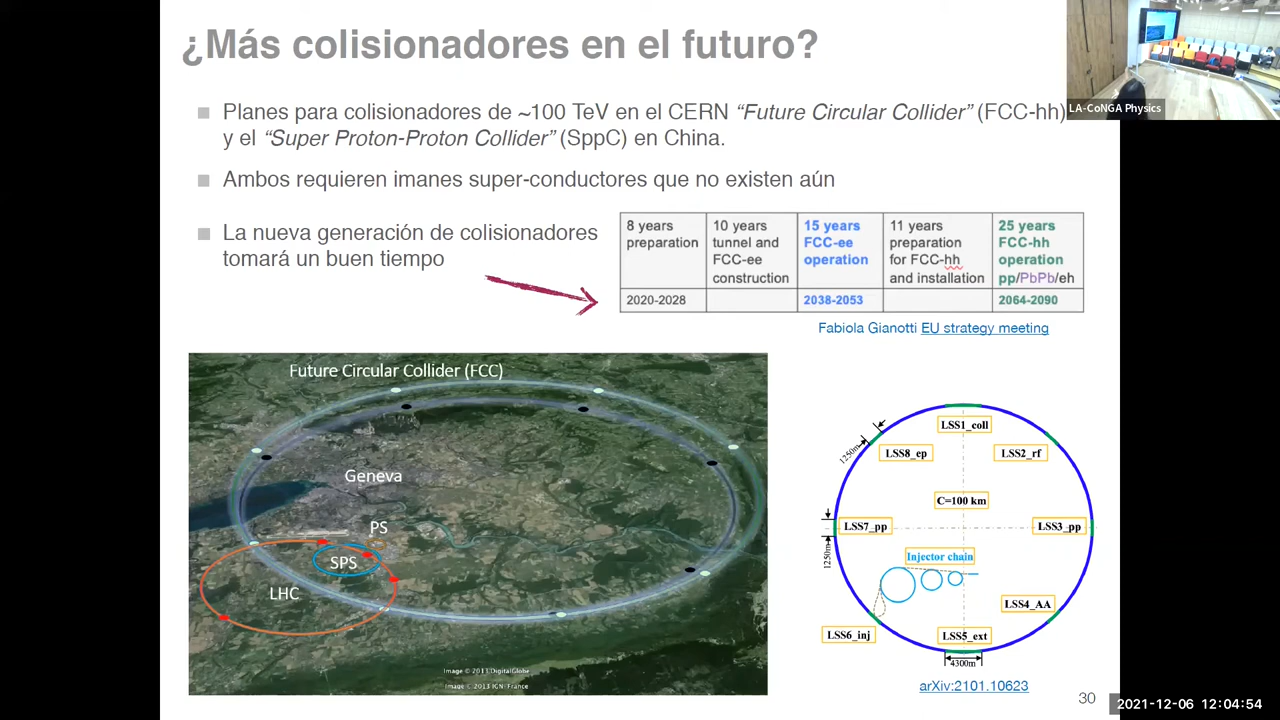 ¿Más colisionadores en el futuro?
LA-CoNGA Physics
Planes para colisionadores de ~100 TeV en el CERN “Future Circular Collider” (FCC-hh)
y el “Super Proton-Proton Collider” (SppC) en China.
Ambos requieren imanes super-conductores que no existen aún
La nueva generación de colisionadores
tomará un buen tiempo
8 years
preparation
10 years
tunnel and
FCC-ee
construction
15 years
FCC-ee
operation
11 years
preparation
for FCC-hh
and installation
25 years
FCC-hh
operation
pp/PbPb/eh
2020-2028
2038-2053
2064-2090
Fabiola Gianotti EU strategy meeting
Future Circular Collider (FCC)
Geneva
PS
SPS
LHC
Image © 2013 DigitalGlobe
Image © 2013 IGN-France
LSS1_coll
1250m
LSS8_ep
LSS2_rf
C=100 km
LSS7_pp
LSS3_pp
1250m
Injector chain
LSS4_AA
LSS6_inj
LSS5_ext
4300m
arXiv:2101.10623
30
2021-12-06 12:04:54